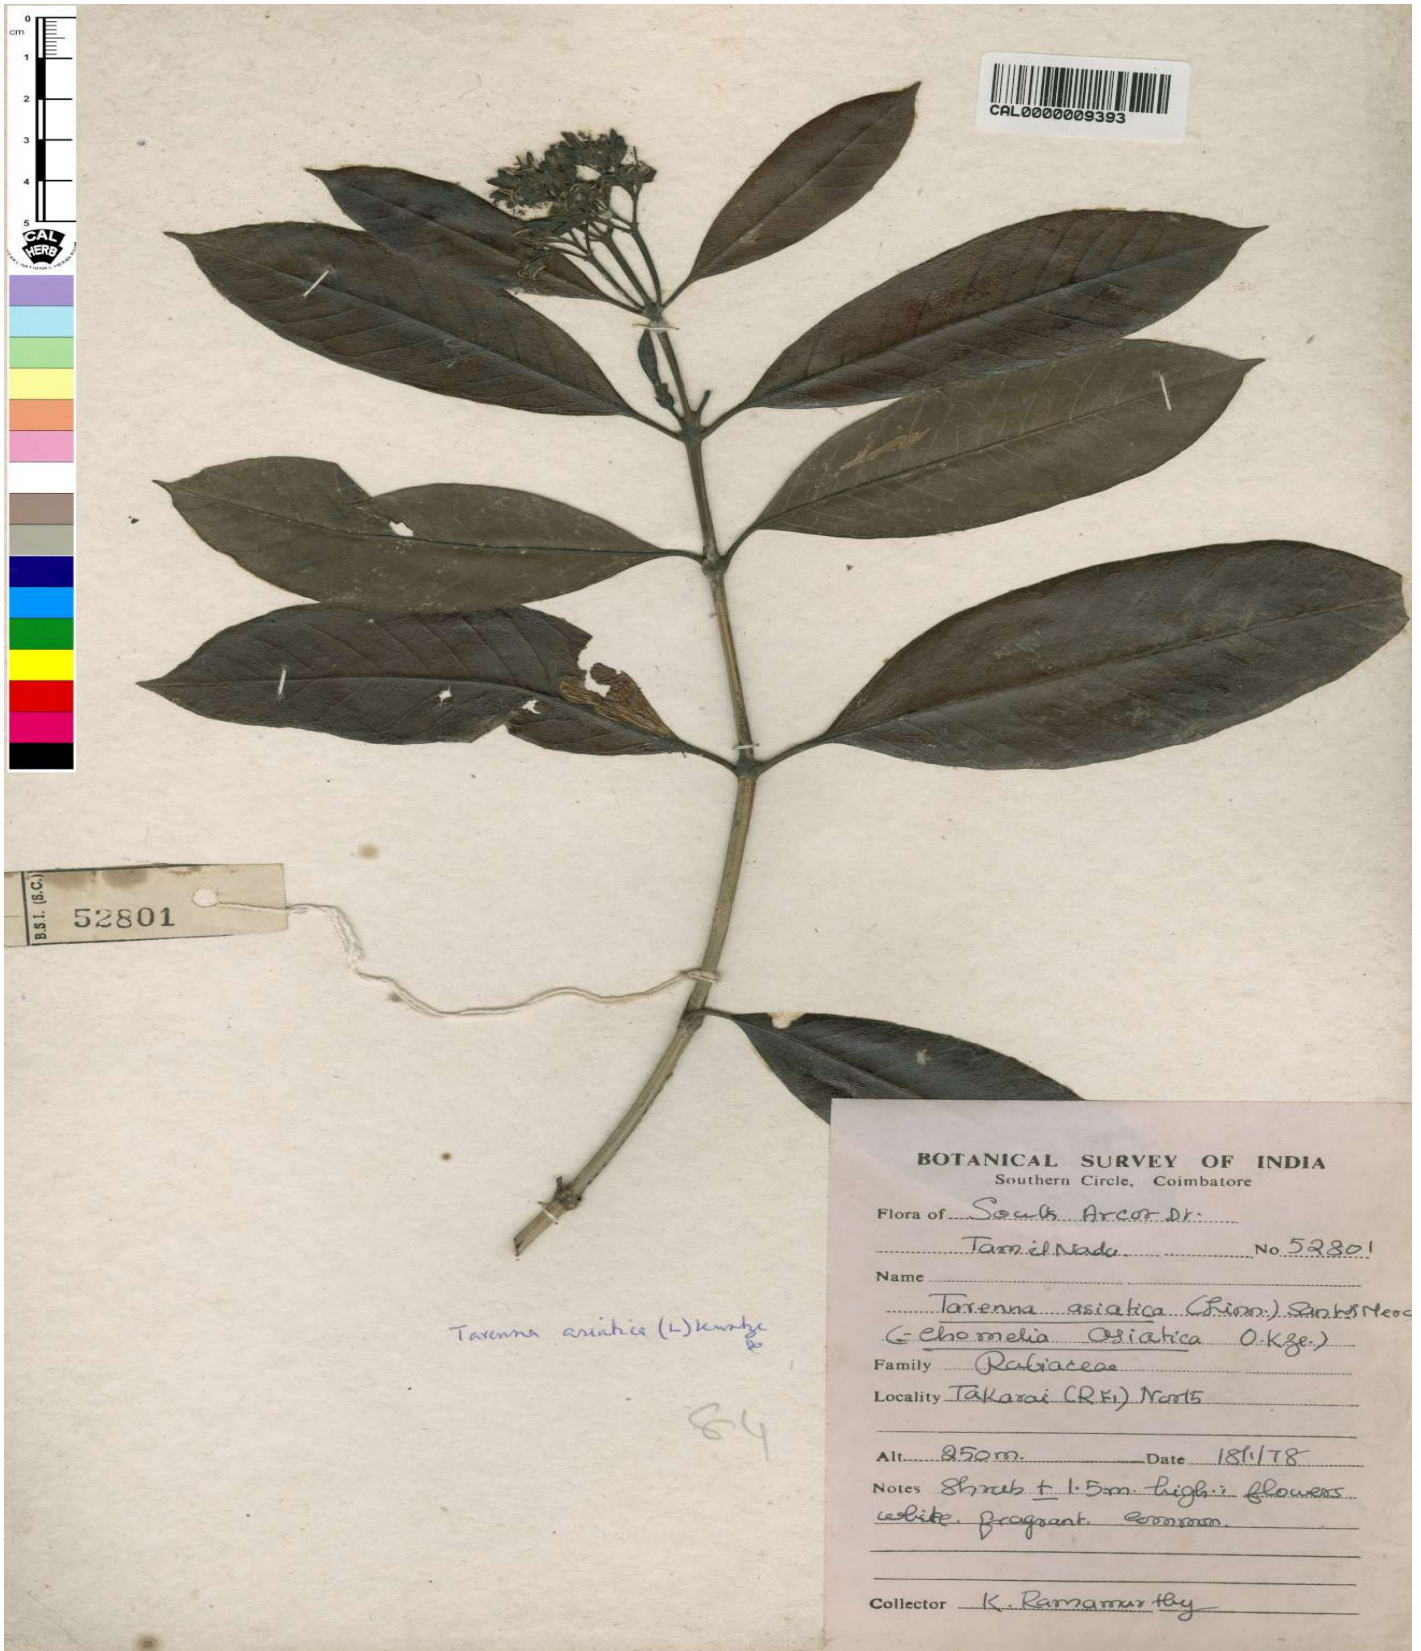 0
cm
1
2
3
4
5
CAL
HERB
CAL0000009393
B.S.I. (S.C.)
52801
BOTANICAL SURVEY OF INDIA
Southern Circle, Coimbatore
Flora of South Arcot Dt.
Tamil Nadu. No 52801
Name
Tarenna asiatica (Linn.)
(= Chomelia asiatica O.Kze.)
Family Rubiaceae
Locality Takarai (R.F.) North
Alt 250m. Date 18/1/78
Notes Shrub ± 1.5m. high; flowers
white. fragrant. common.
Collector K. Ramamurthy
Tarenna asiatica (L) Kuntze
84